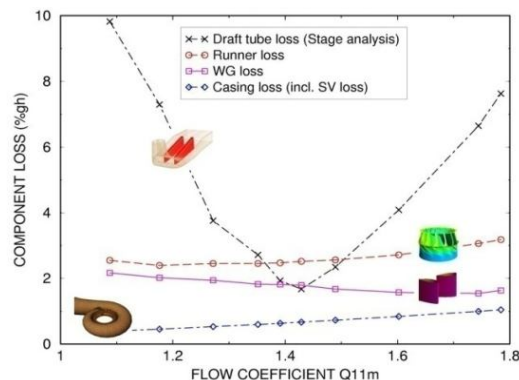 10
8
6
4
2
0
COMPONENT LOSS (%gh)
Draft tube loss (Stage analysis)
Runner loss
WG loss
Casing loss (incl. SV loss)
1
1.2
1.4
1.6
1.8
FLOW COEFFICIENT Q11m